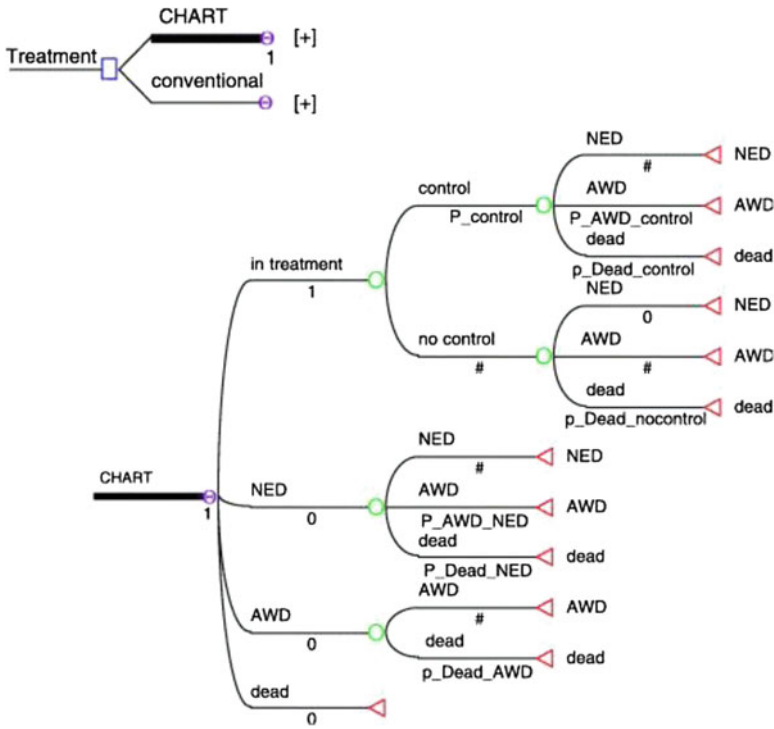 CHART
[+]
1
Treatment
conventional
[+]
NED
NED
#
control
AWD
AWD
P_control
P_AWD_control
dead
dead
p_Dead_control
in treatment
1
NED
NED
0
no control
AWD
AWD
#
#
dead
dead
p_Dead_nocontrol
CHART
1
NED
NED
#
NED
AWD
AWD
0
P_AWD_NED
dead
dead
P_Dead_NED
AWD
AWD
#
AWD
0
dead
dead
p_Dead_AWD
dead
0